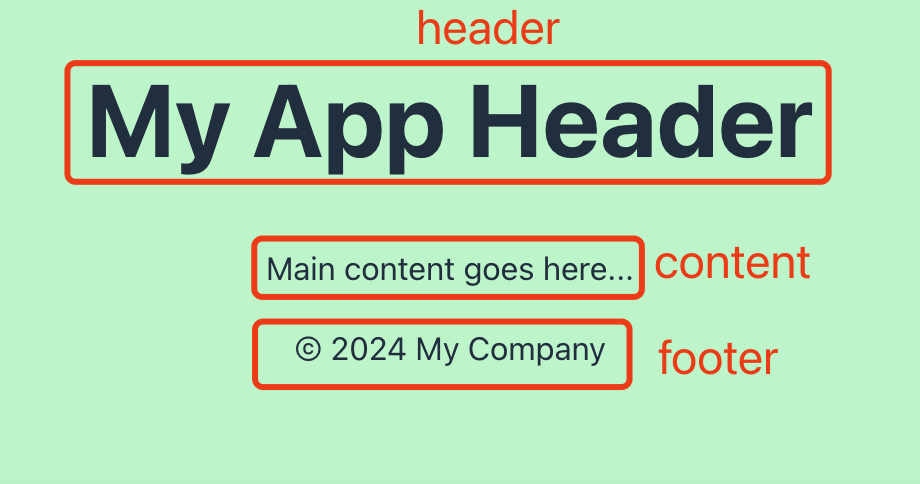 header
My App Header
Main content goes here...
content
© 2024 My Company
footer